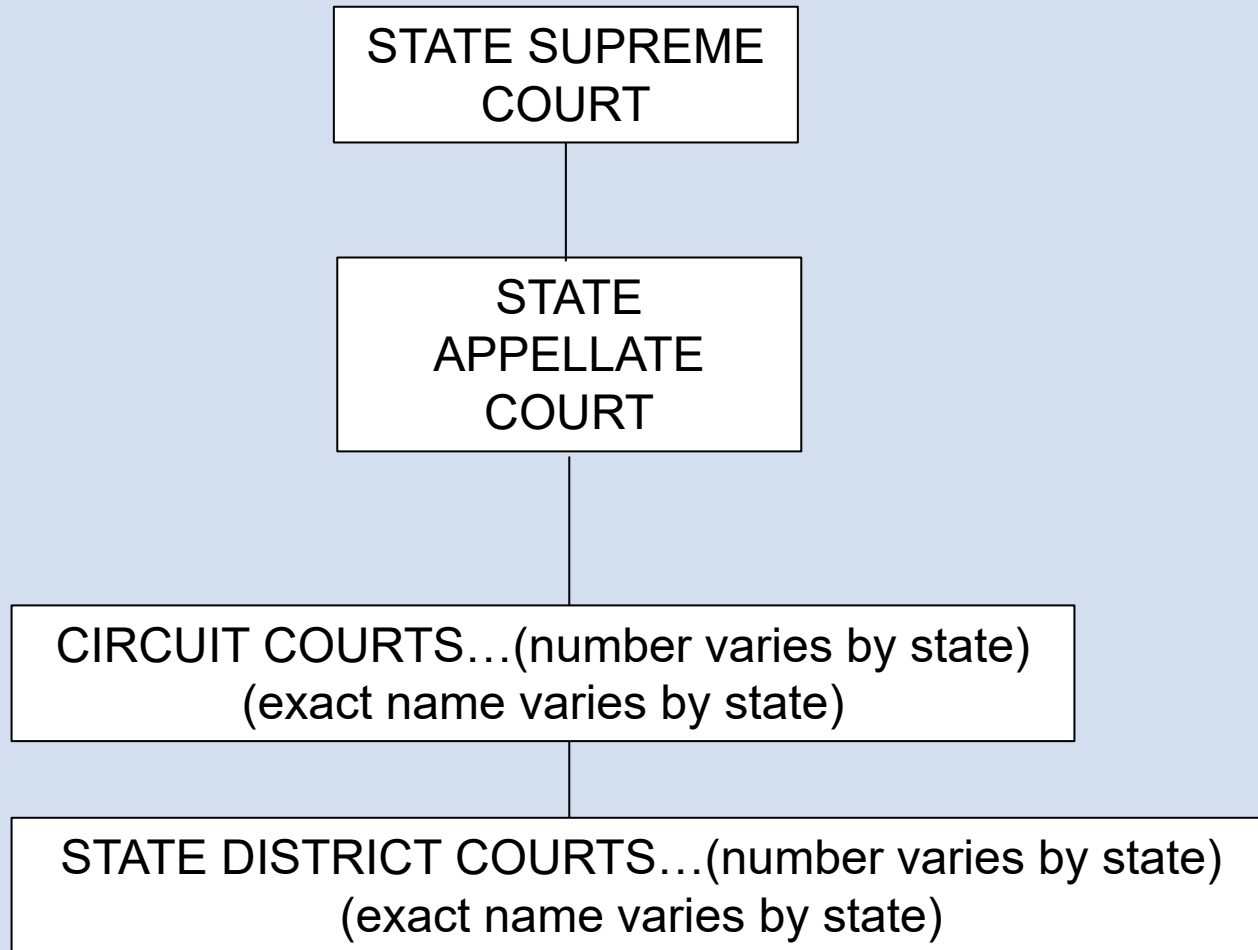 STATE SUPREME
COURT
STATE
APPELLATE
COURT
CIRCUIT COURTS…(number varies by state)
(exact name varies by state)
STATE DISTRICT COURTS…(number varies by state)
(exact name varies by state)